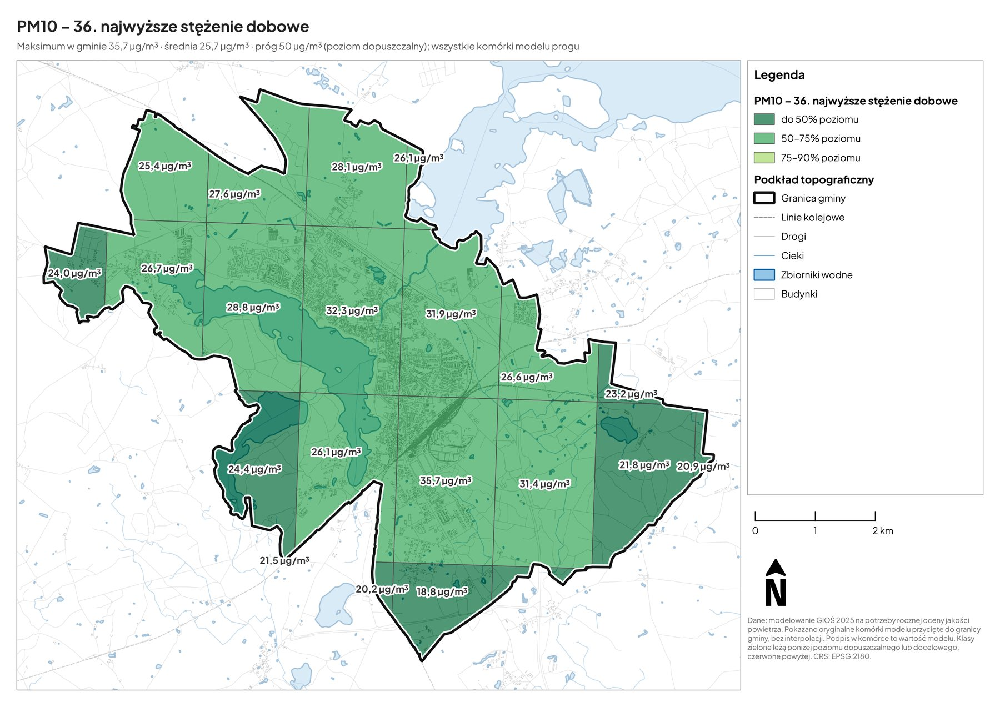 PM10 – 36. najwyższe stężenie dobowe
Maksimum w gminie 35,7 µg/m³ · średnia 25,7 µg/m³ · próg 50 µg/m³ (poziom dopuszczalny); wszystkie komórki modelu progu
26,1 µg/m³
25,4 µg/m³
28,1 µg/m³
27,6 µg/m³
26,7 µg/m³
24,0 µg/m³
28,8 µg/m³
32,3 µg/m³
31,9 µg/m³
26,6 µg/m³
23,2 µg/m³
26,1 µg/m³
24,4 µg/m³
21,8 µg/m³
20,9 µg/m³
35,7 µg/m³
31,4 µg/m³
21,5 µg/m³
20,2 µg/m³
18,8 µg/m³
Legenda
PM10 – 36. najwyższe stężenie dobowe
do 50% poziomu
50–75% poziomu
75–90% poziomu
Podkład topograficzny
Granica gminy
Linie kolejowe
Drogi
Cieki
Zbiorniki wodne
Budynki
0 1 2 km
N
Dane: modelowanie GIOŚ 2025 na potrzeby rocznej oceny jakości
powietrza. Pokazano oryginalne komórki modelu przycięte do granicy
gminy, bez interpolacji. Podpis w komórce to wartość modelu. Klasy
zielone leżą poniżej poziomu dopuszczalnego lub docelowego,
czerwone powyżej. CRS: EPSG:2180.